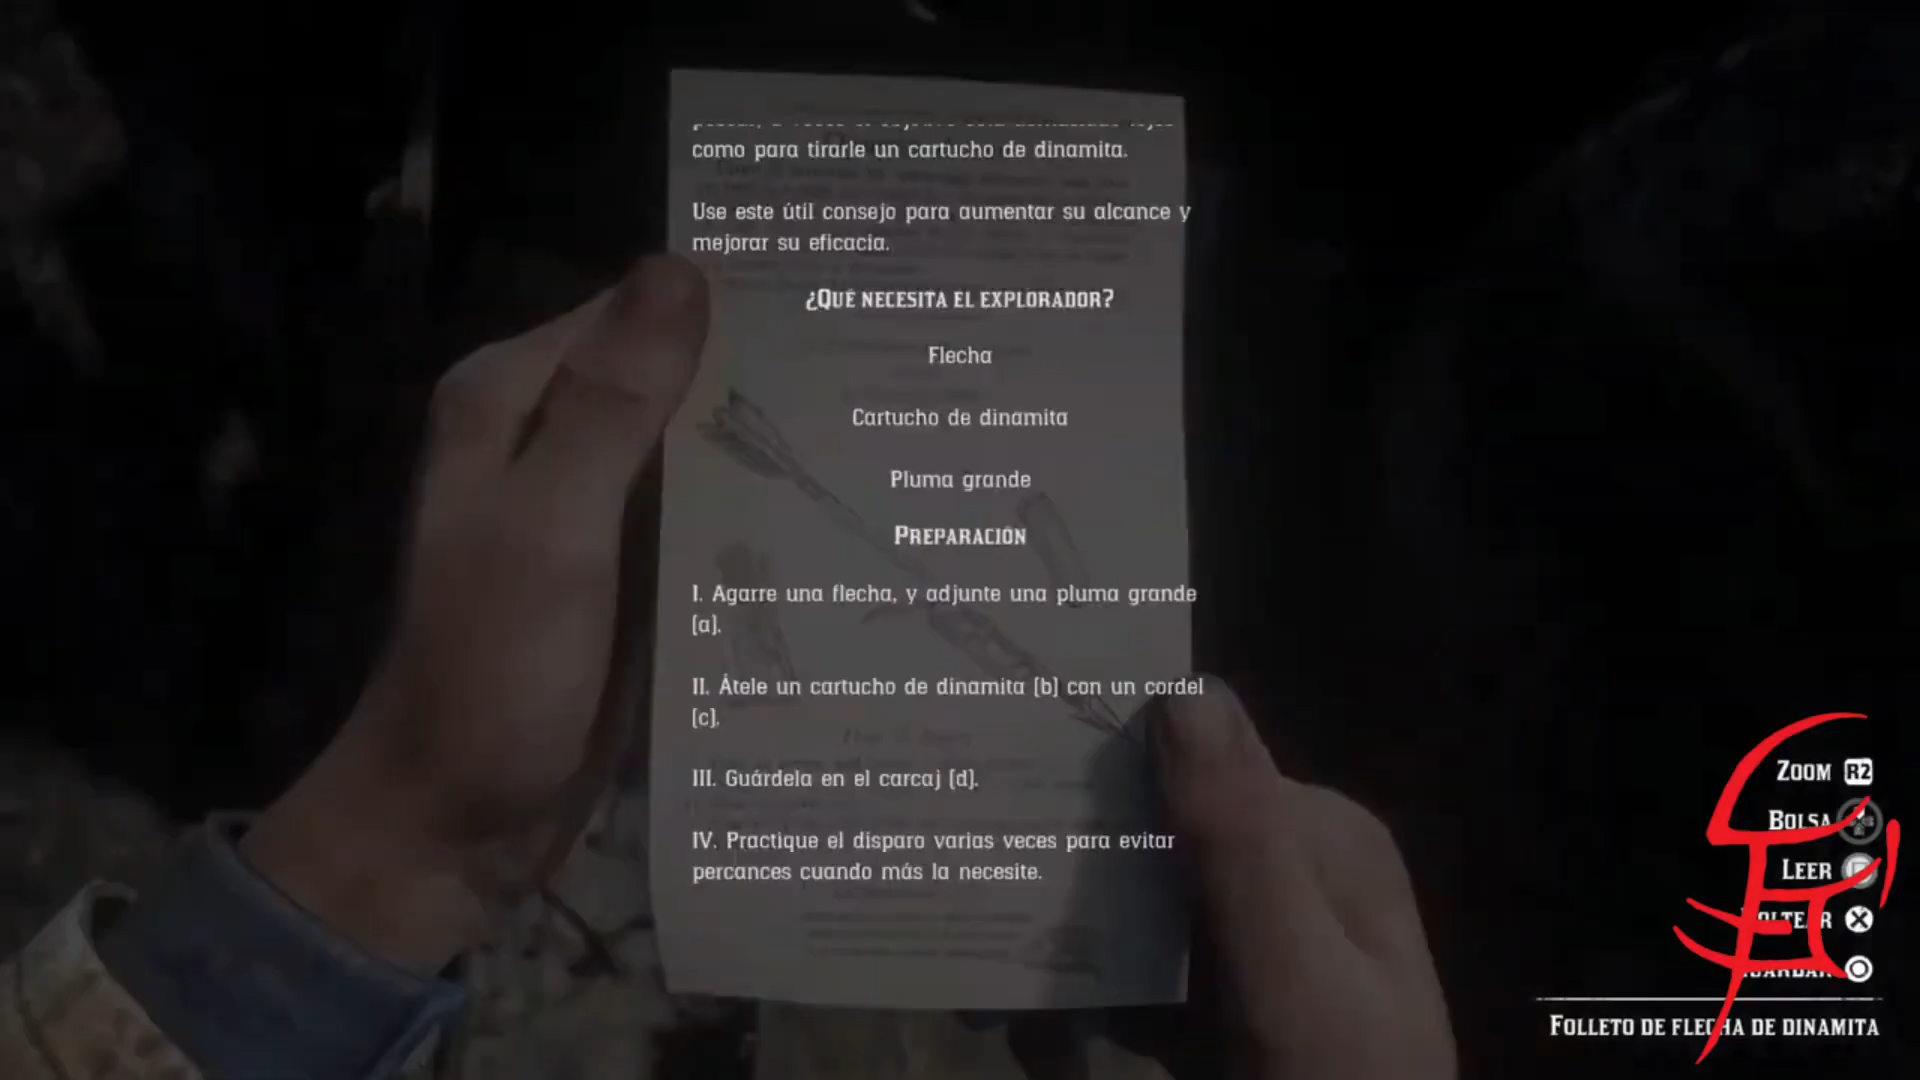 como para tirarle un cartucho de dinamita.
Use este útil consejo para aumentar su alcance y
mejorar su eficacia.
¿QUÉ NECESITA EL EXPLORADOR?
Flecha
Cartucho de dinamita
Pluma grande
PREPARACIÓN
I. Agarre una flecha, y adjunte una pluma grande
(a).
II. Átele un cartucho de dinamita (b) con un cordel
(c).
III. Guárdela en el carcaj (d).
IV. Practique el disparo varias veces para evitar
percances cuando más la necesite.
ZOOM R2
BOLSA
LEER
FOLLETO DE FLECHA DE DINAMITA